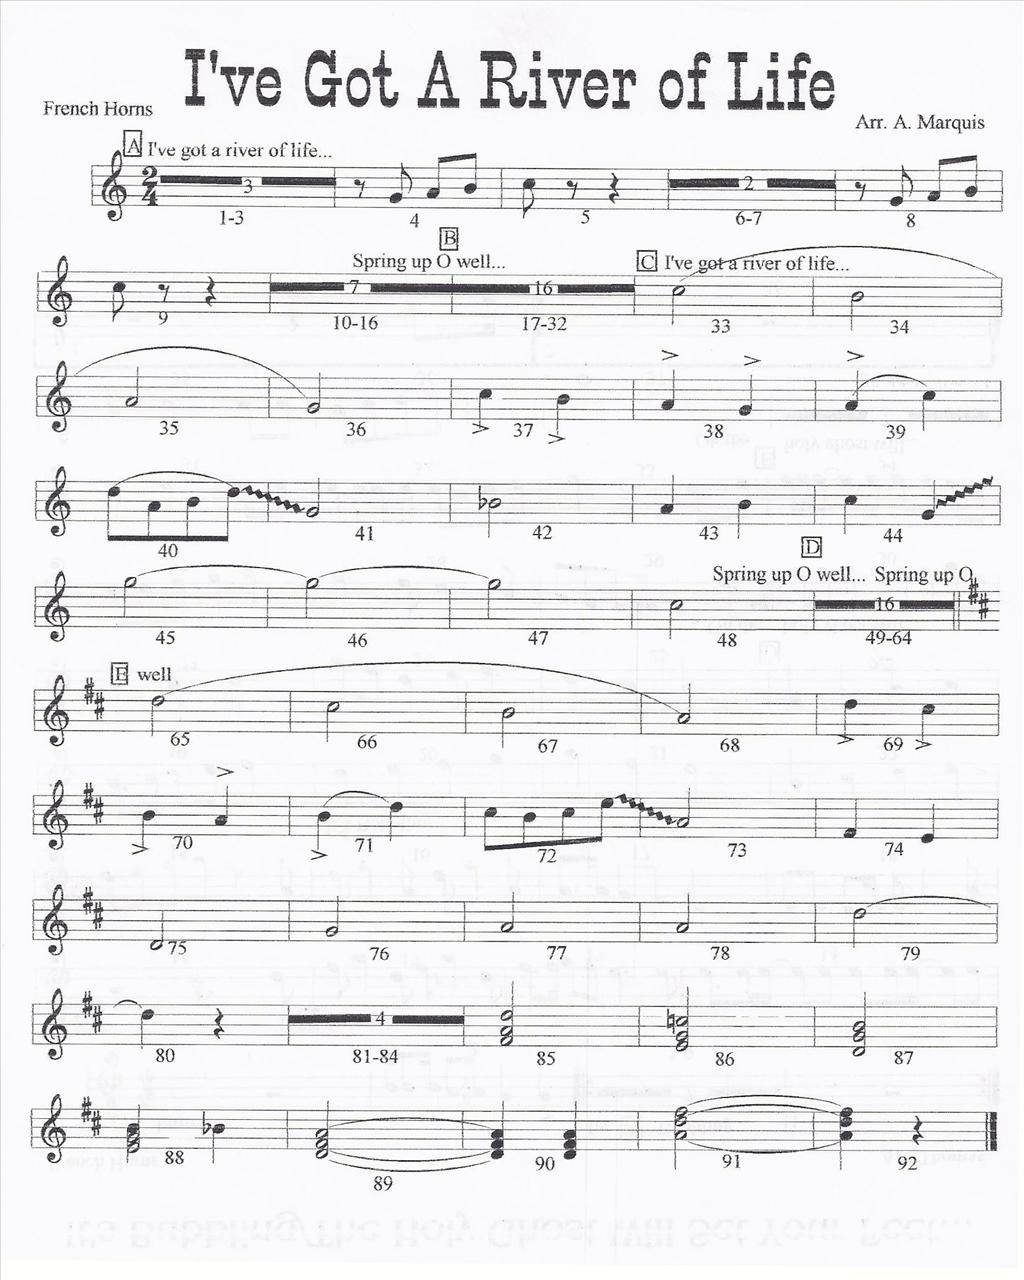 I've Got A River of Life
French Horns
Arr. A. Marquis
A I've got a river of life...
2 4
3
2
1-3 4 5 6-7 8
B
Spring up O well... C I've got a river of life...
7 16
9 10-16 17-32 33 34
35 36 37 38 39
40 41 42 43 44
D
Spring up O well... Spring up O
16
45 46 47 48 49-64
E well
65 66 67 68 69
70 71 72 73 74
75 76 77 78 79
4
80 81-84 85 86 87
88 89 90 91 92